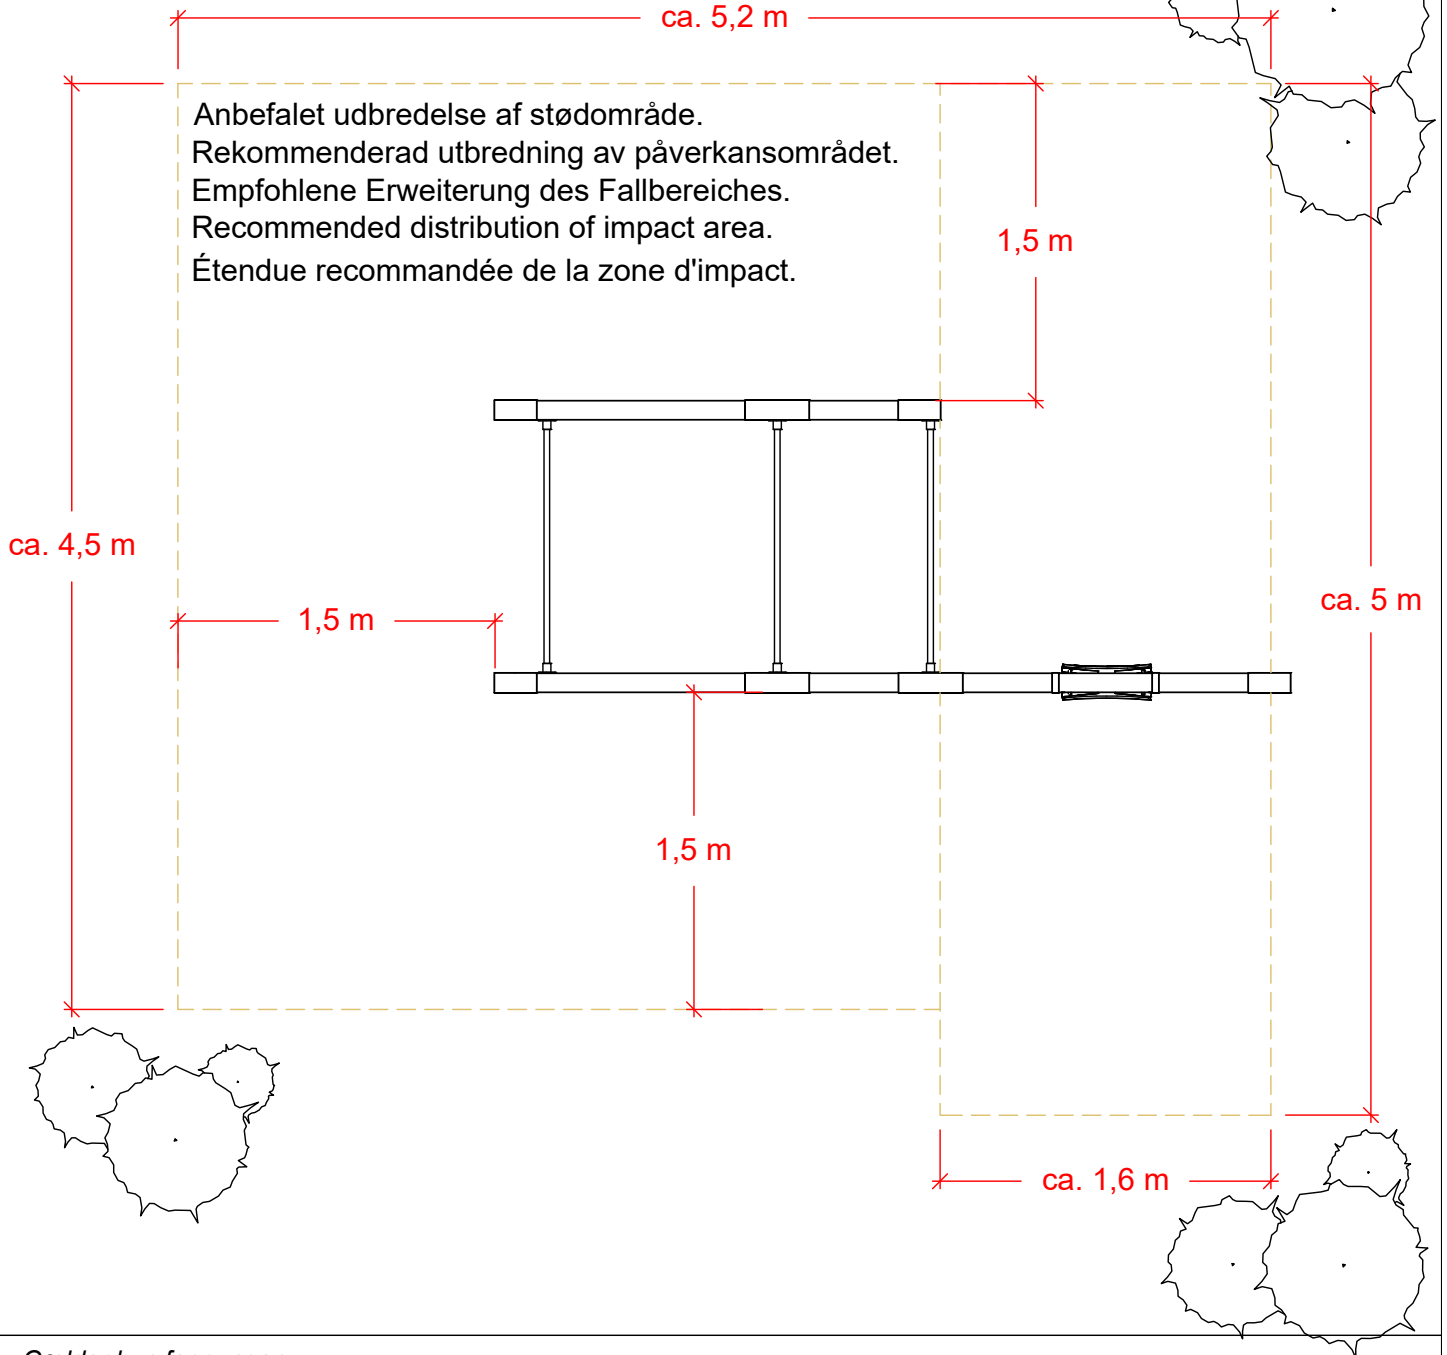 ca. 5,2 m
Anbefalet udbredelse af stødområde.
Rekommenderad utbredning av påverkansområdet.
Empfohlene Erweiterung des Fallbereiches.
Recommended distribution of impact area.
Étendue recommandée de la zone d'impact.
1,5 m
ca. 4,5 m
1,5 m
ca. 5 m
1,5 m
ca. 1,6 m